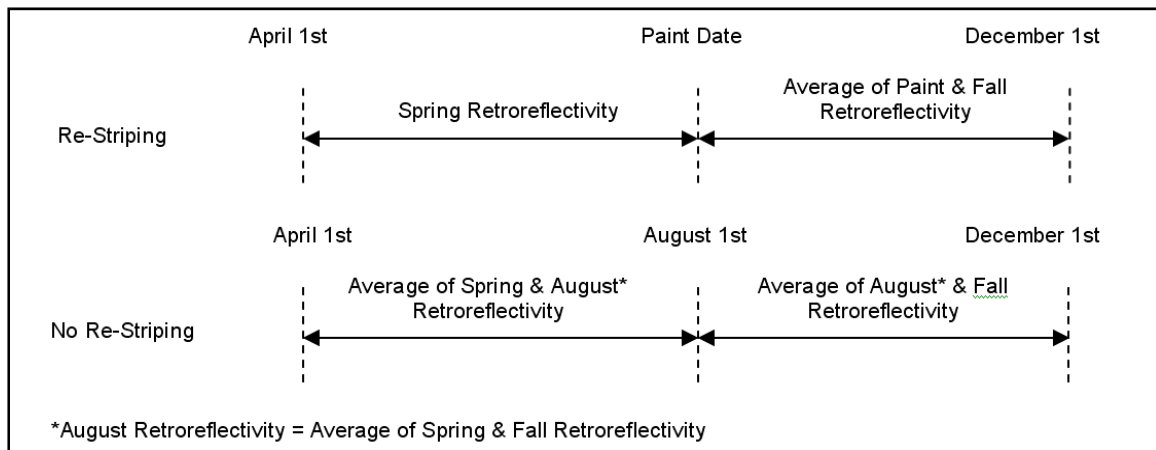 April 1st Paint Date December 1st
Average of Paint & Fall
Spring Retroreflectivity Retroreflectivity
Re-Striping
April 1st August 1st December 1st
Average of Spring & August* Average of August* & Fall
Retroreflectivity Retroreflectivity
No Re-Striping
*August Retroreflectivity = Average of Spring & Fall Retroreflectivity